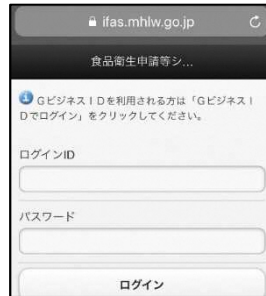 ifas.mhlw.go.jp
食品衛生申請等シ...
GビジネスIDを利用される方は「GビジネスI
Dでログイン」をクリックしてください。
ログインID
パスワード
ログイン